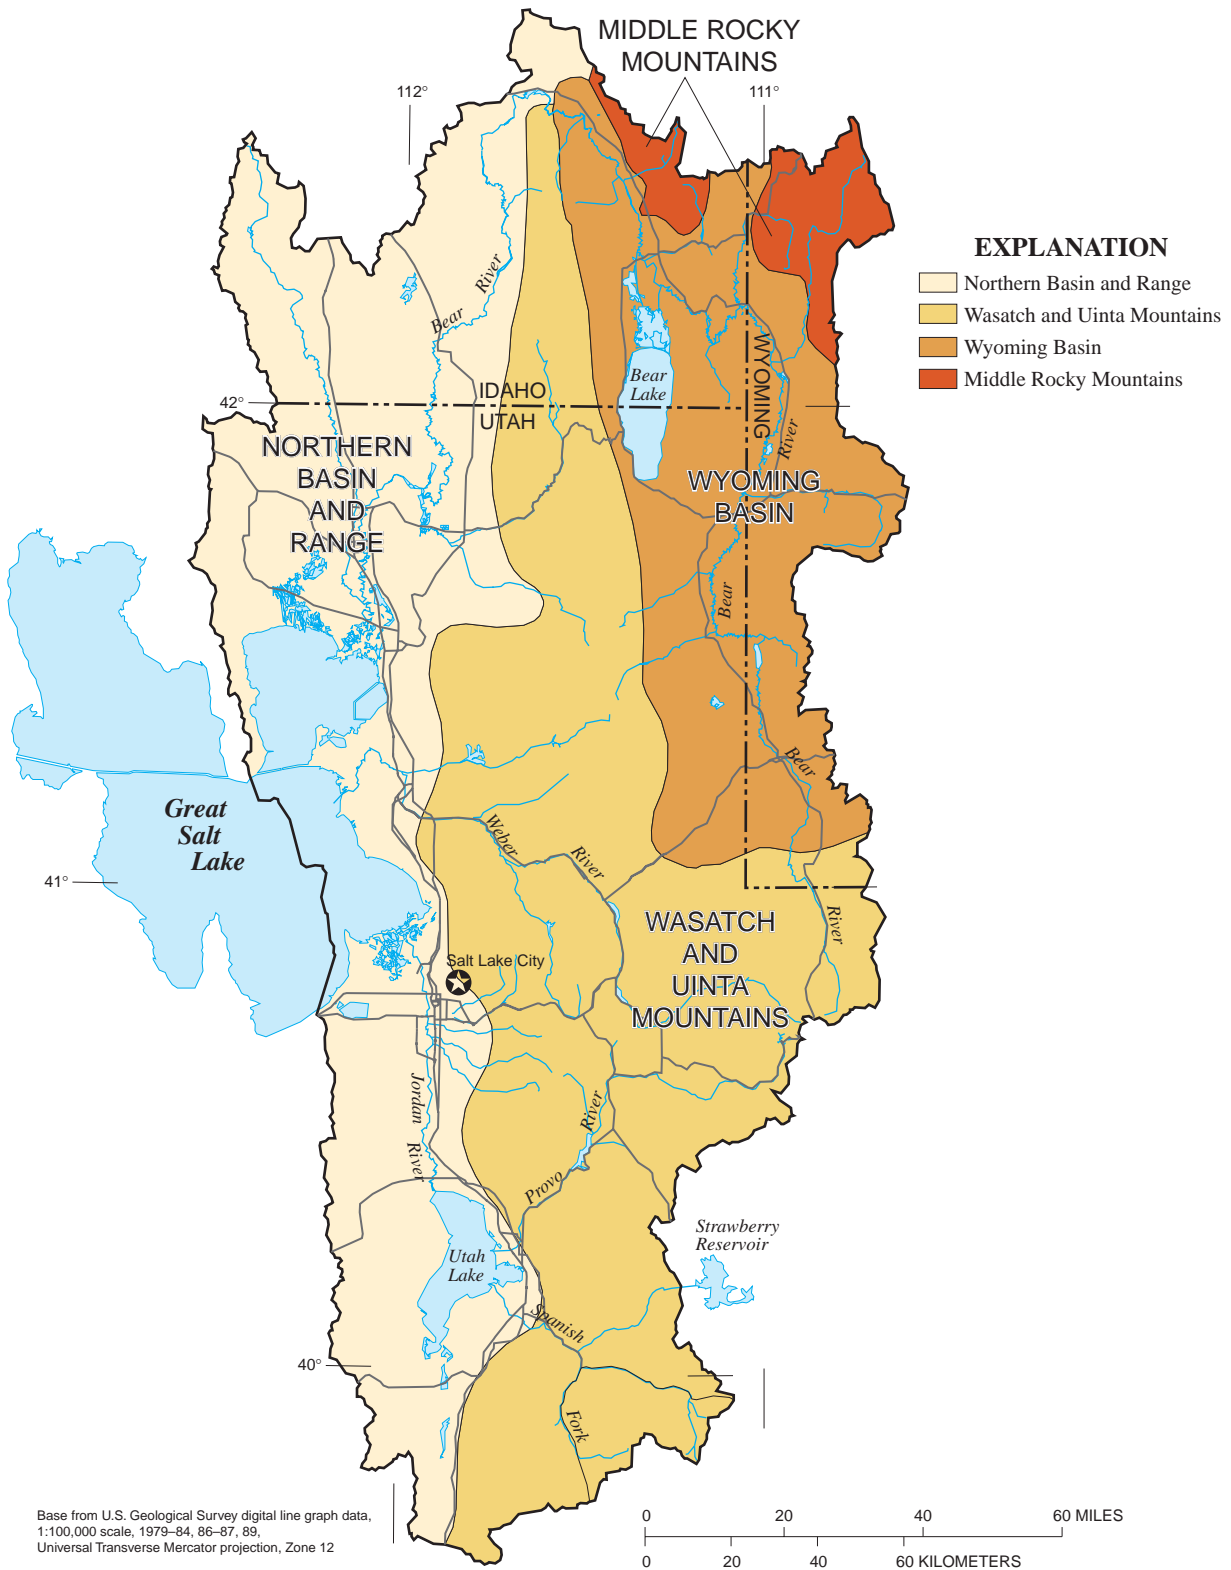 MIDDLE ROCKY
MOUNTAINS
112°
111°
EXPLANATION
Northern Basin and Range
Wasatch and Uinta Mountains
Wyoming Basin
Middle Rocky Mountains
Bear
River
Bear
Lake
WYOMING
42°
IDAHO
UTAH
NORTHERN
BASIN
AND
RANGE
River
WYOMING
BASIN
Bear
Bear
Great
Salt
Lake
Weber
River
41°
River
WASATCH
AND
UINTA
MOUNTAINS
Salt Lake City
Jordan
River
River
Provo
Strawberry
Reservoir
Utah
Lake
Spanish
Fork
40°
Base from U.S. Geological Survey digital line graph data,
1:100,000 scale, 1979–84, 86–87, 89,
Universal Transverse Mercator projection, Zone 12
0 20 40 60 MILES
0 20 40 60 KILOMETERS